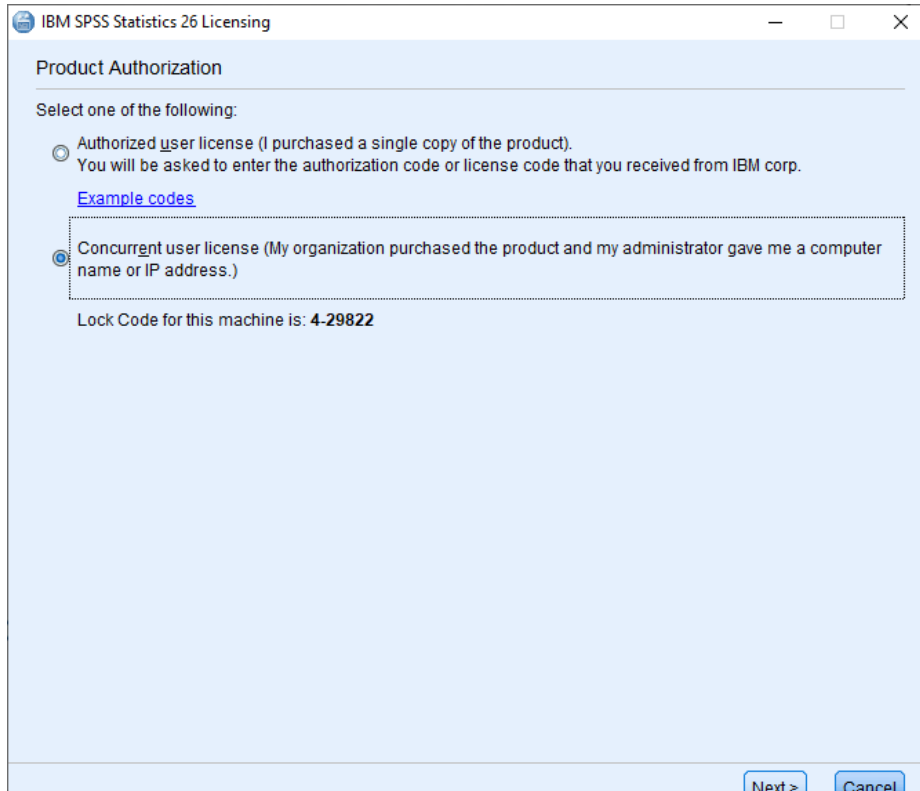 IBM SPSS Statistics 26 Licensing
Product Authorization
Select one of the following:
Authorized user license (I purchased a single copy of the product).
You will be asked to enter the authorization code or license code that you received from IBM corp.
Example codes
Concurrent user license (My organization purchased the product and my administrator gave me a computer
name or IP address.)
Lock Code for this machine is: 4-29822
Next > Cancel